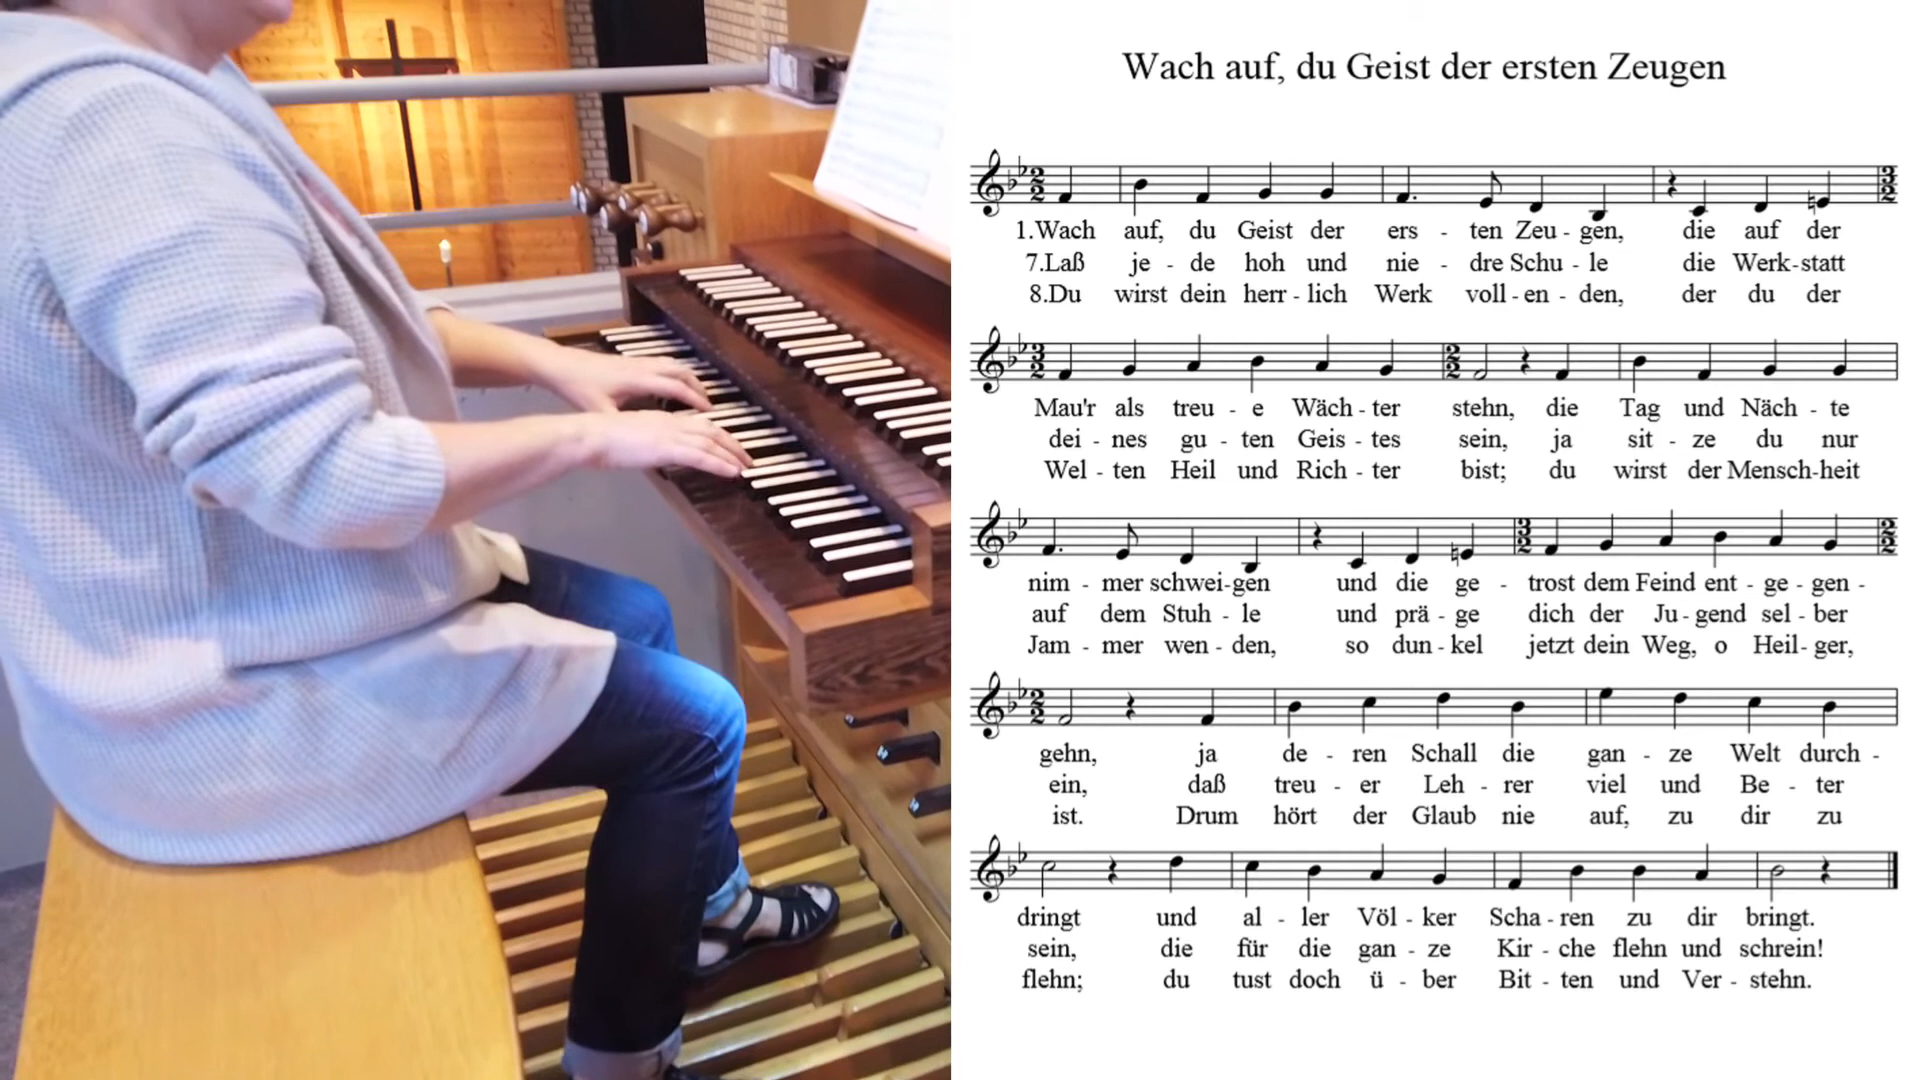 Wach auf, du Geist der ersten Zeugen
1.Wach auf, du Geist der ers - ten Zeu - gen, die auf der
7.Laß je - de hoh und nie - dre Schu - le die Werk-statt
8.Du wirst dein herr - lich Werk voll - en - den, der du der
Mau'r als treu - e Wäch - ter stehn, die Tag und Näch - te
dei - nes gu - ten Geis - tes sein, ja sit - ze du nur
Wel - ten Heil und Rich - ter bist; du wirst der Mensch-heit
nim - mer schwei-gen und die ge - trost dem Feind ent - ge - gen -
auf dem Stuh - le und prä - ge dich der Ju - gend sel - ber
Jam - mer wen - den, so dun - kel jetzt dein Weg, o Heil - ger,
gehn, ja de - ren Schall die gan - ze Welt durch -
ein, daß treu - er Leh - rer viel und Be - ter
ist. Drum hört der Glaub nie auf, zu dir zu
dringt und al - ler Völ - ker Scha - ren zu dir bringt.
sein, die für die gan - ze Kir - che flehn und schrein!
flehn; du tust doch ü - ber Bit - ten und Ver - stehn.